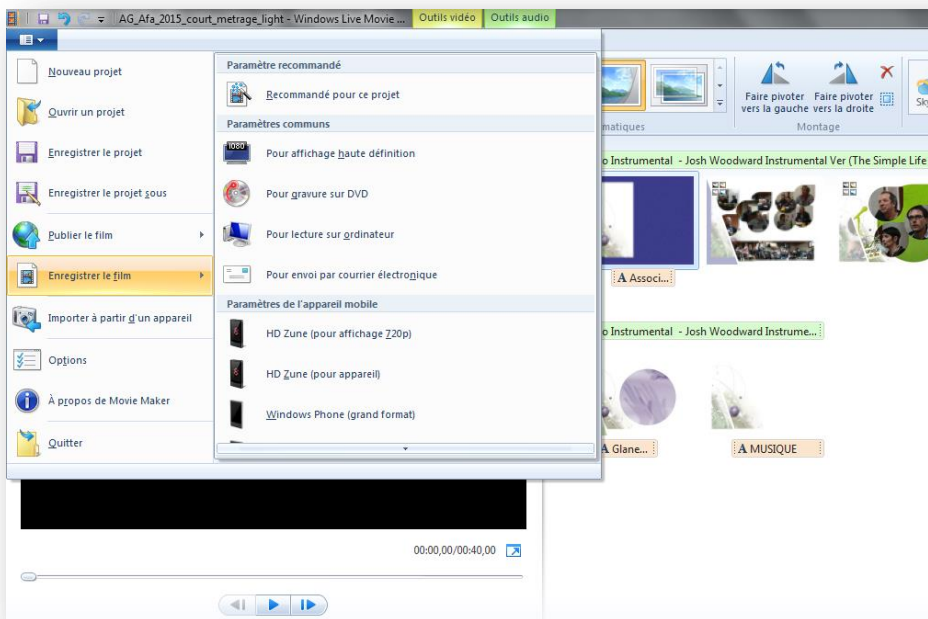 AG_Afa_2015_court_metrage_light - Windows Live Movie ...
Outils vidéo
Outils audio
Nouveau projet
Ouvrir un projet
Enregistrer le projet
Enregistrer le projet sous
Publier le film
Enregistrer le film
Importer à partir d'un appareil
Options
À propos de Movie Maker
Quitter
Paramètre recommandé
Recommandé pour ce projet
Paramètres communs
1080
Pour affichage haute définition
Pour gravure sur DVD
Pour lecture sur ordinateur
Pour envoi par courrier électronique
Paramètres de l'appareil mobile
HD Zune (pour affichage 720p)
HD Zune (pour appareil)
Windows Phone (grand format)
Faire pivoter vers la gauche
Faire pivoter vers la droite
Sky
matiques
Montage
o Instrumental - Josh Woodward Instrumental Ver (The Simple Life
A Associ...
o Instrumental - Josh Woodward Instrume...
A Glane...
A MUSIQUE
00:00,00/00:40,00